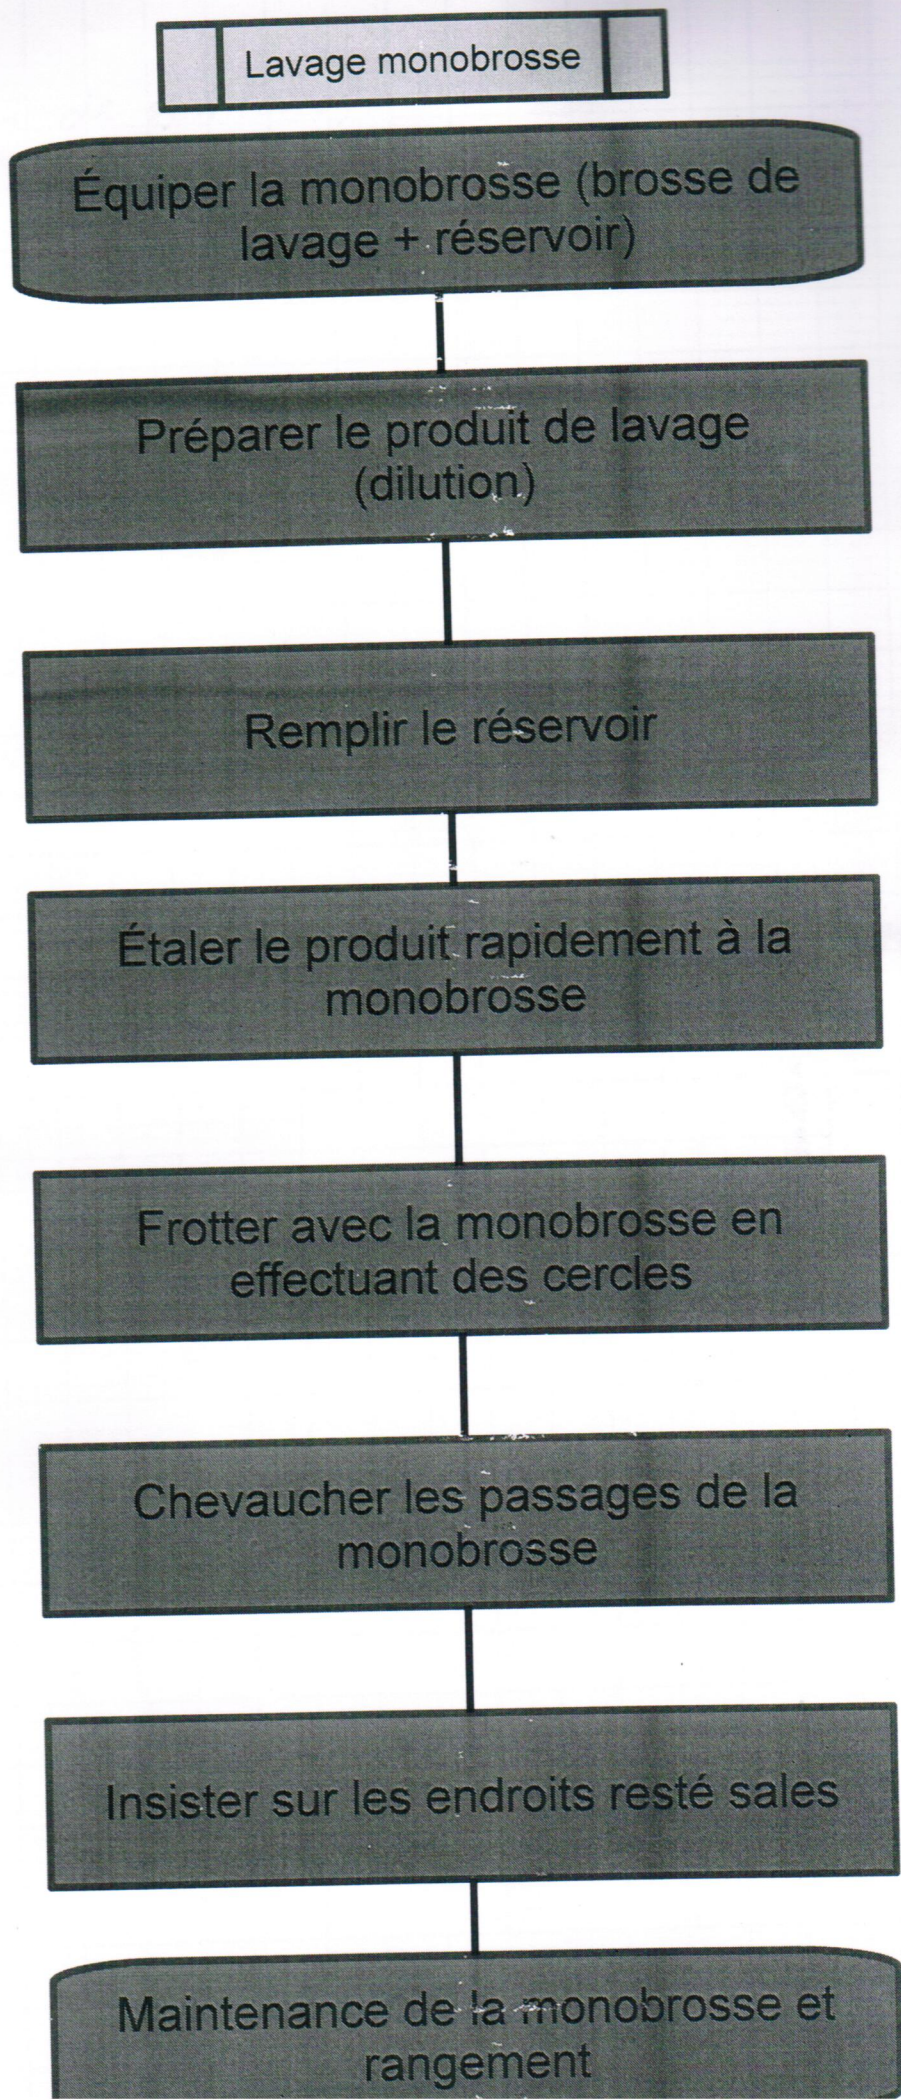 Lavage monobrosse
Équiper la monobrosse (brosse de
lavage + réservoir)
Préparer le produit de lavage
(dilution)
Remplir le réservoir
Étaler le produit rapidement à la
monobrosse
Frotter avec la monobrosse en
effectuant des cercles
Chevaucher les passages de la
monobrosse
Insister sur les endroits resté sales
Maintenance de la monobrosse et
rangement